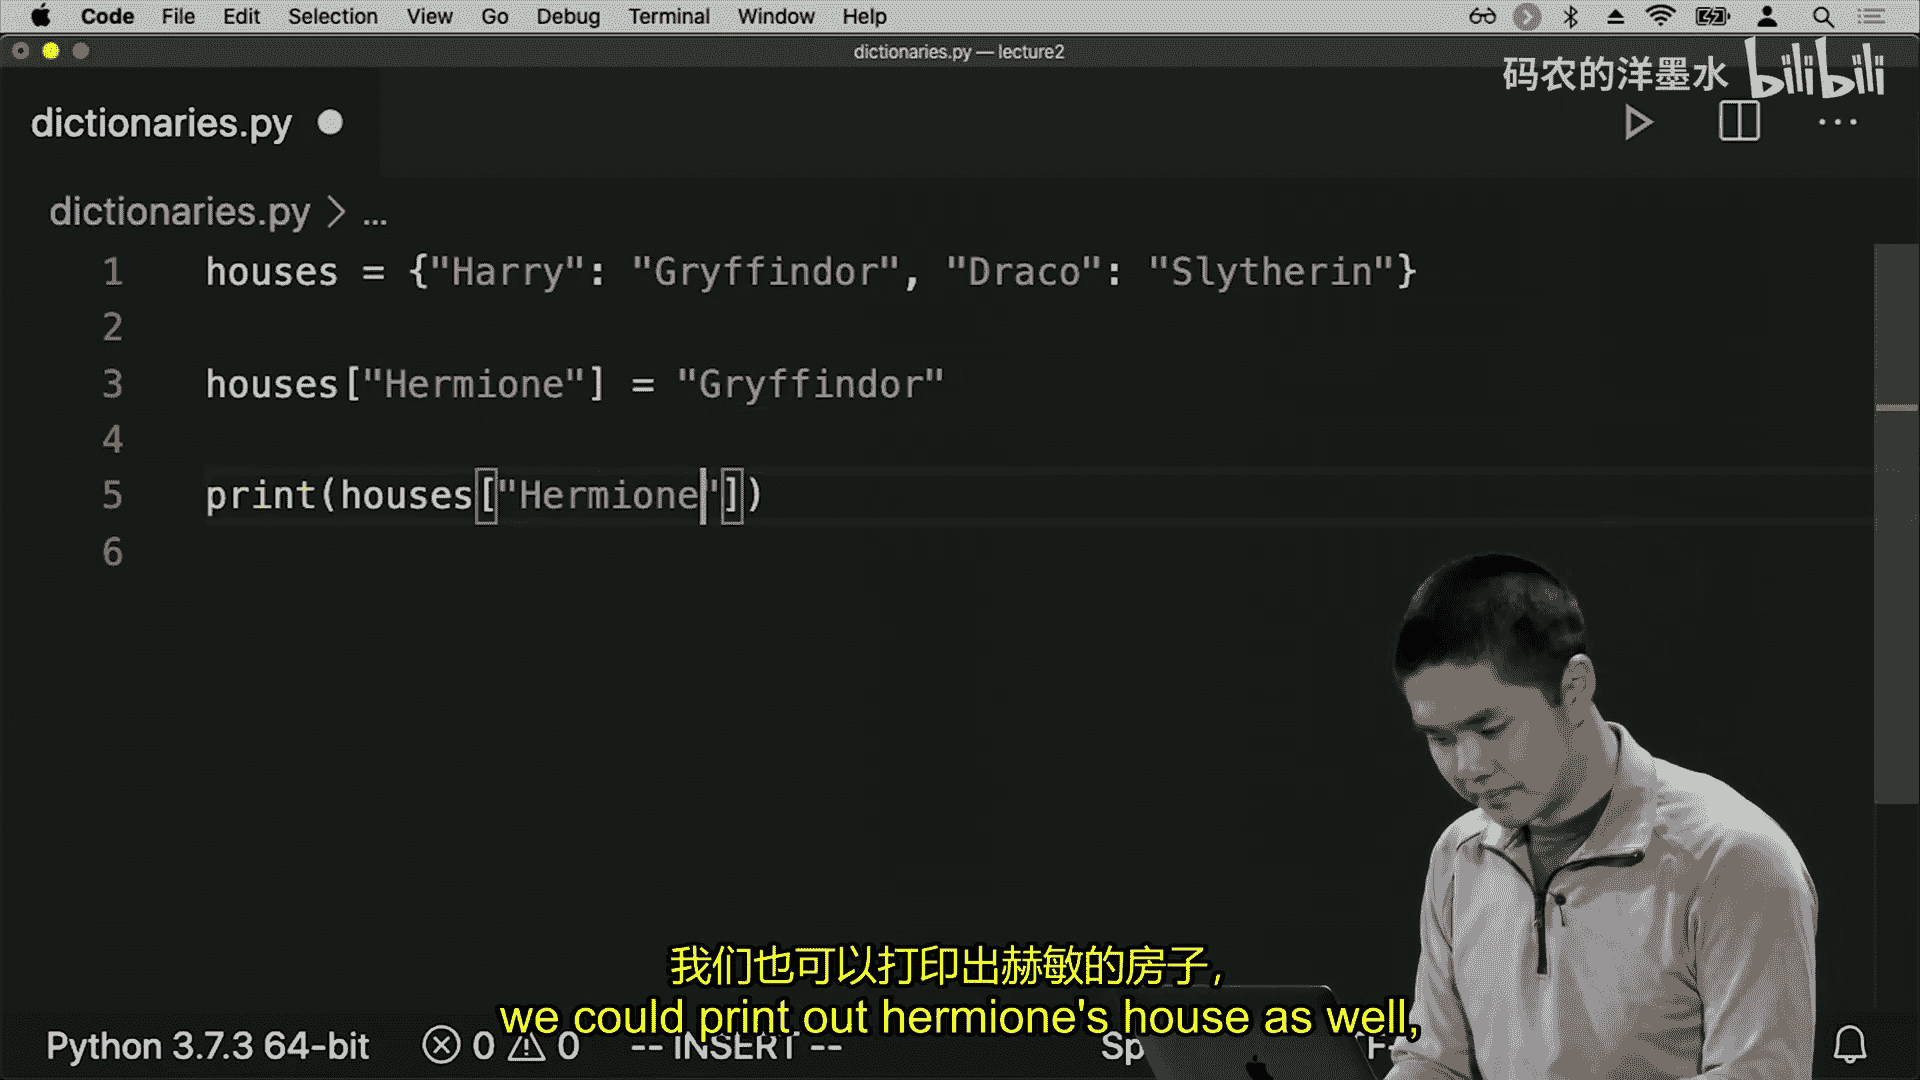 Code File Edit Selection View Go Debug Terminal Window Help
dictionaries.py — lecture2
码农的洋墨水 bilibili
dictionaries.py
dictionaries.py > ...
1 houses = {"Harry": "Gryffindor", "Draco": "Slytherin"}
2
3 houses["Hermione"] = "Gryffindor"
4
5 print(houses["Hermione"])
6
我们也可以打印出赫敏的房子，
we could print out hermione's house as well,
Python 3.7.3 64-bit 0 0 -- INSERT --